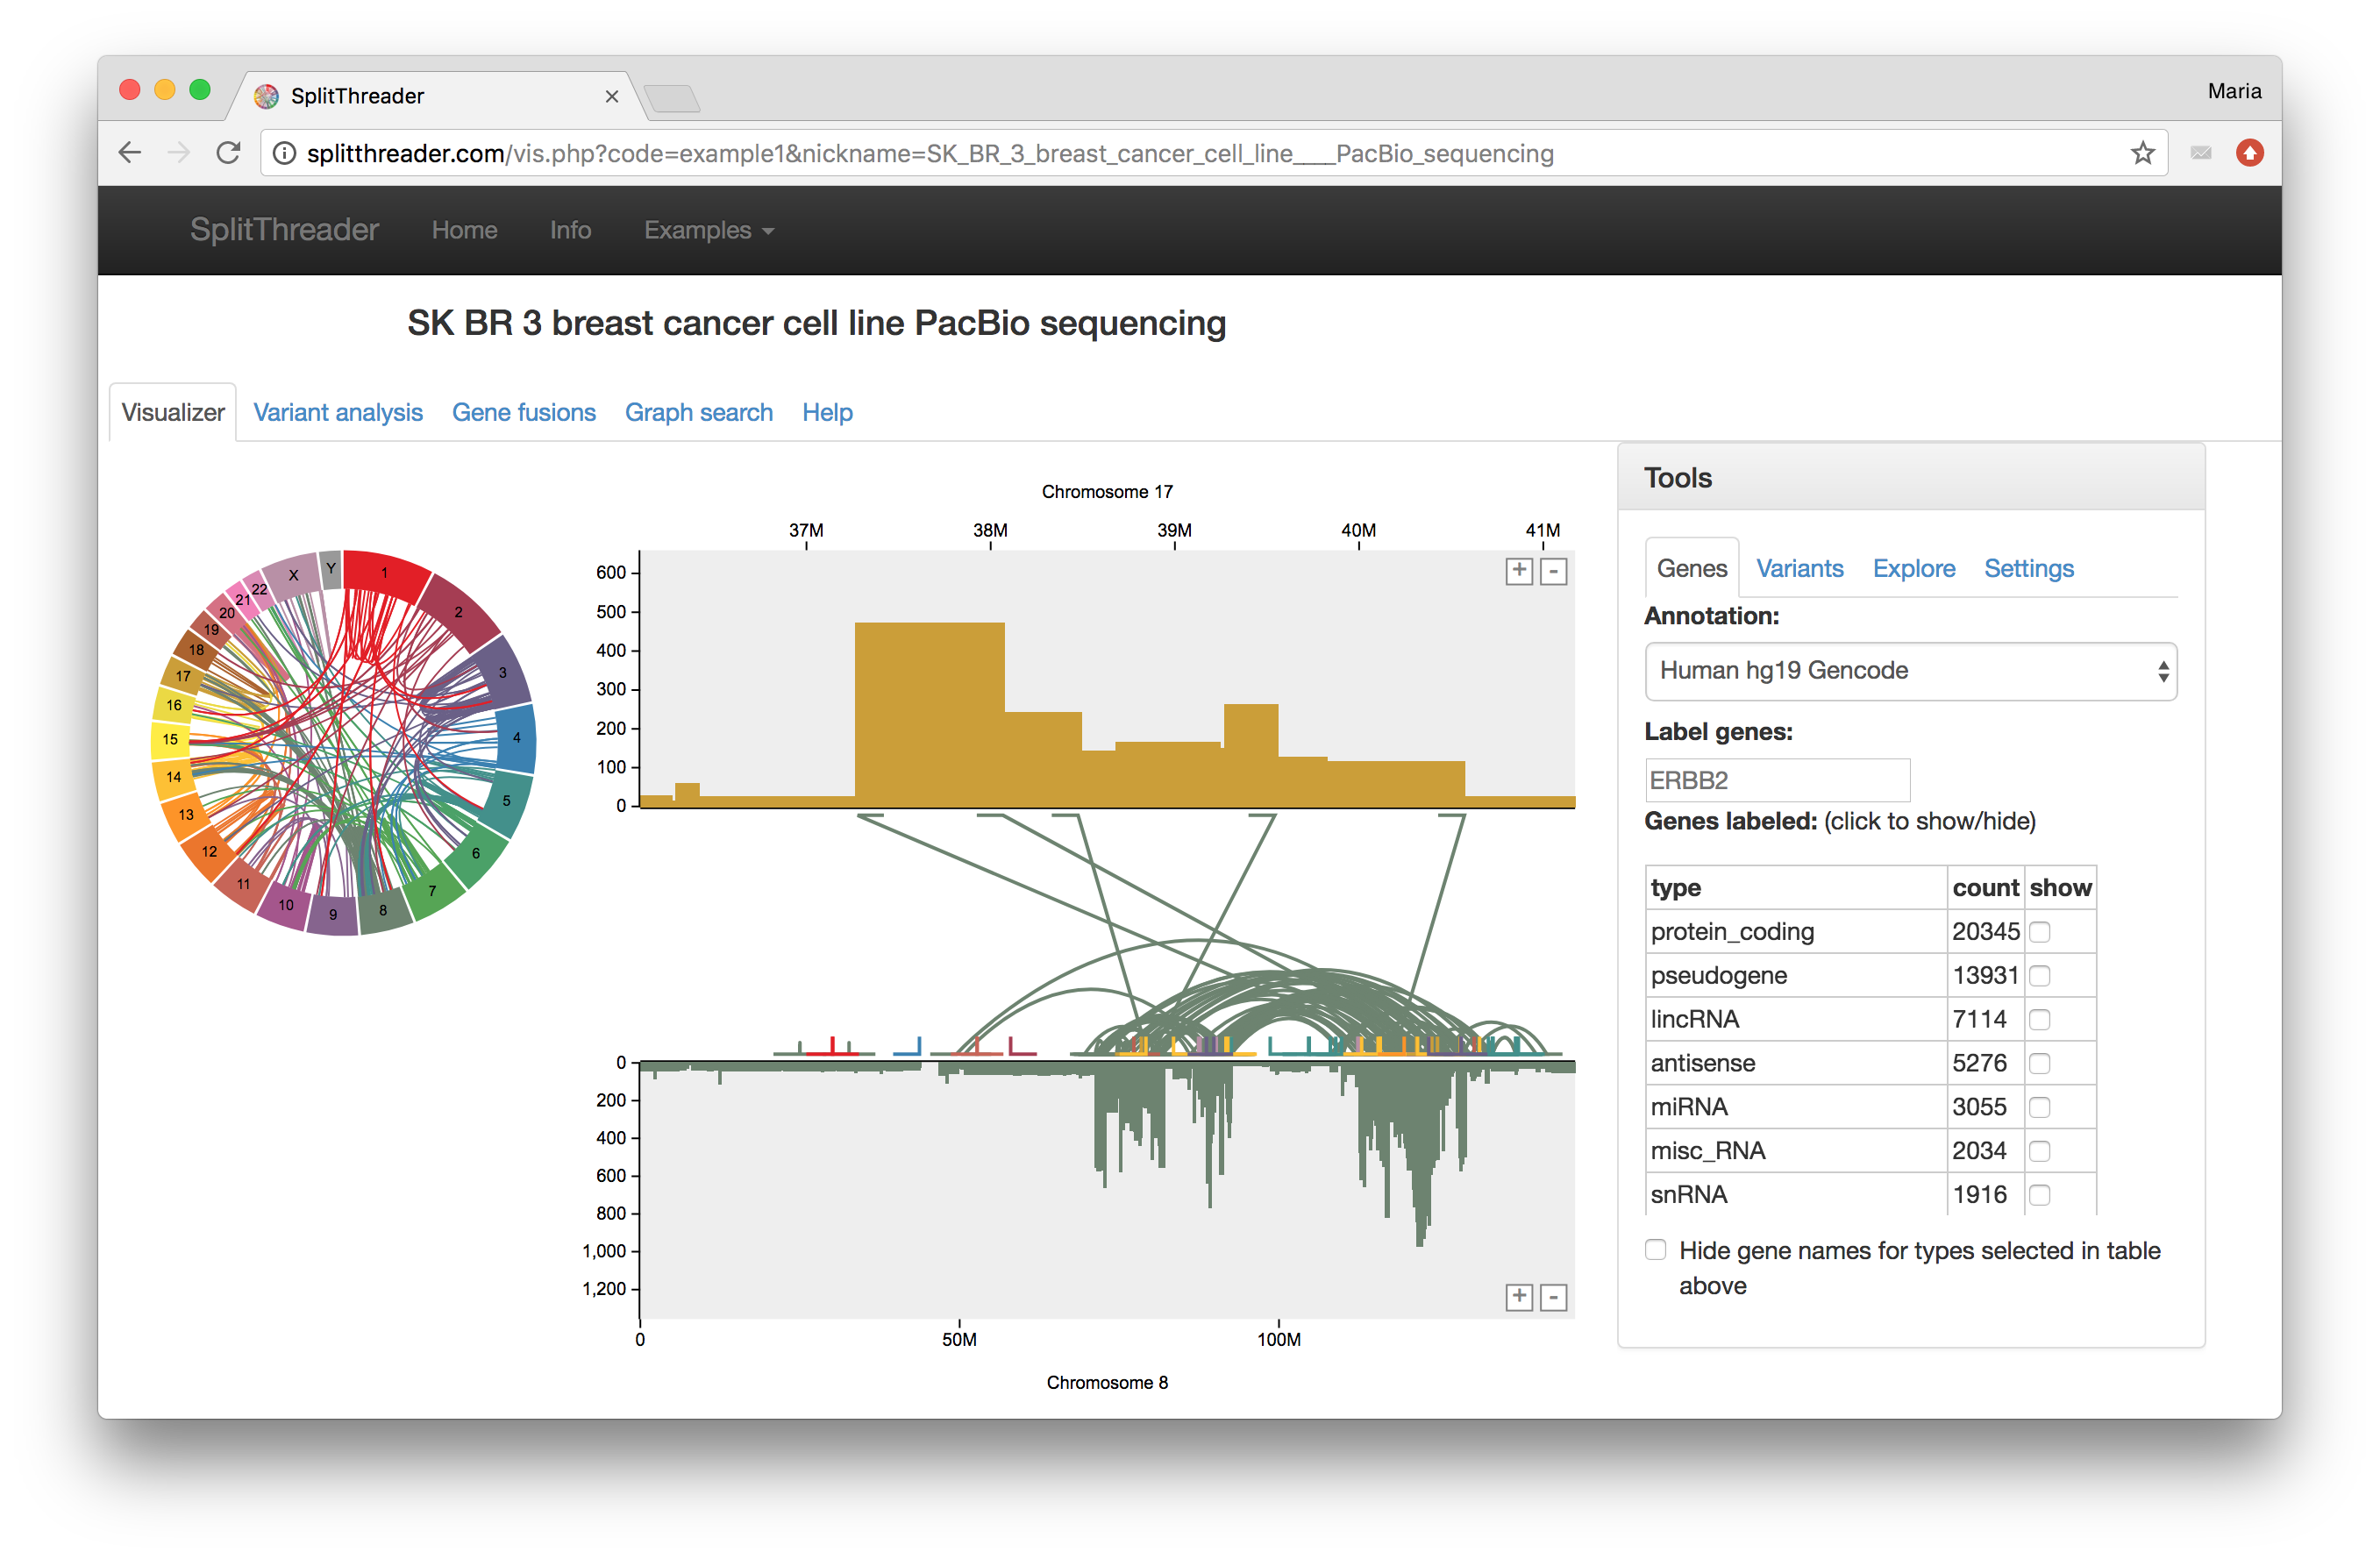 SplitThreader
Maria
splitthreader.com/vis.php?code=example1&nickname=SK_BR_3_breast_cancer_cell_line____PacBio_sequencing
SplitThreader Home Info Examples
SK BR 3 breast cancer cell line PacBio sequencing
Visualizer Variant analysis Gene fusions Graph search Help
1
2
3
4
5
6
7
8
9
10
11
12
13
14
15
16
17
18
19
20
21
22
X
Y
Chromosome 17
37M 38M 39M 40M 41M
600
500
400
300
200
100
0
+ -
0
200
400
600
800
1,000
1,200
+ -
0 50M 100M
Chromosome 8
Tools
Genes Variants Explore Settings
Annotation:
Human hg19 Gencode
Label genes:
ERBB2
Genes labeled: (click to show/hide)
type count show
protein_coding 20345
pseudogene 13931
lincRNA 7114
antisense 5276
miRNA 3055
misc_RNA 2034
snRNA 1916
Hide gene names for types selected in table
above